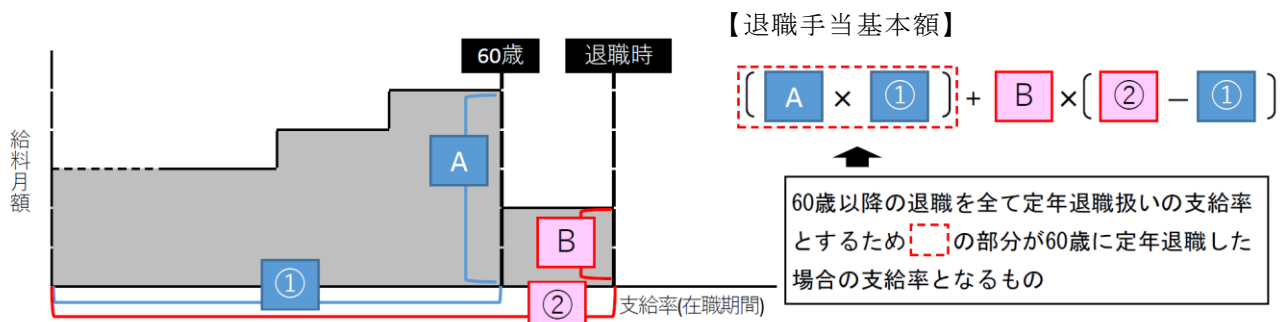 60歳
退職時
給料月額
A
B
①
②
支給率(在職期間)
【退職手当基本額】
( A × ① ) + B ×( ② － ① )
60歳以降の退職を全て定年退職扱いの支給率
とするため の部分が60歳に定年退職した
場合の支給率となるもの